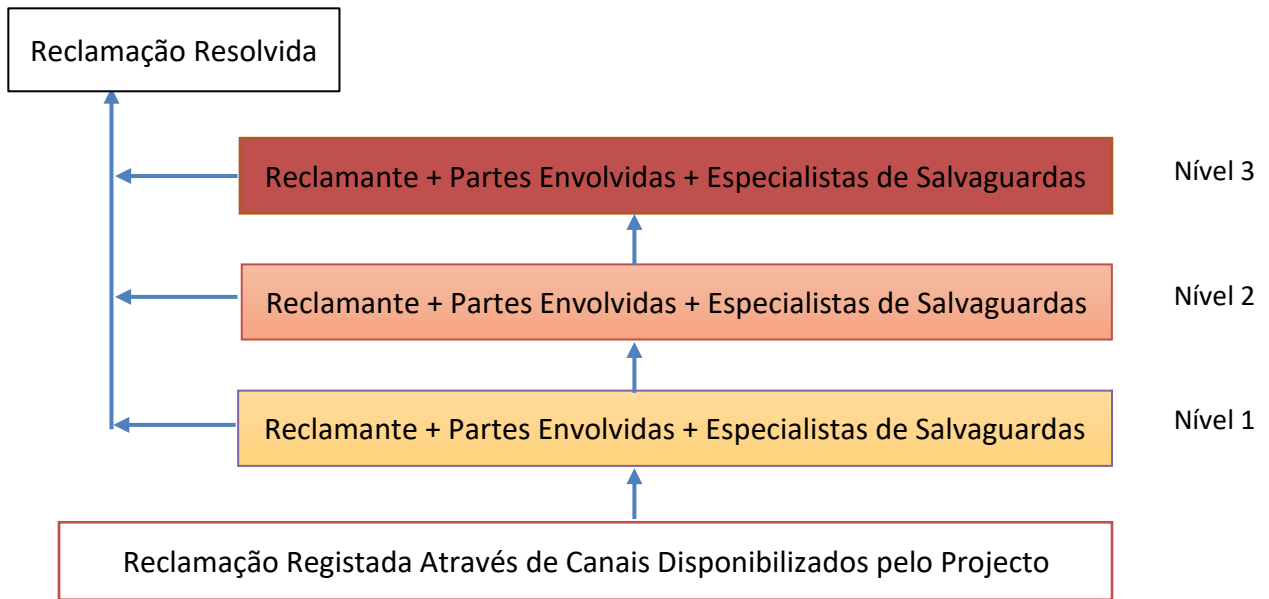 Reclamação Resolvida
Reclamante + Partes Envolvidas + Especialistas de Salvaguardas
Nível 3
Reclamante + Partes Envolvidas + Especialistas de Salvaguardas
Nível 2
Reclamante + Partes Envolvidas + Especialistas de Salvaguardas
Nível 1
Reclamação Registada Através de Canais Disponibilizados pelo Projecto